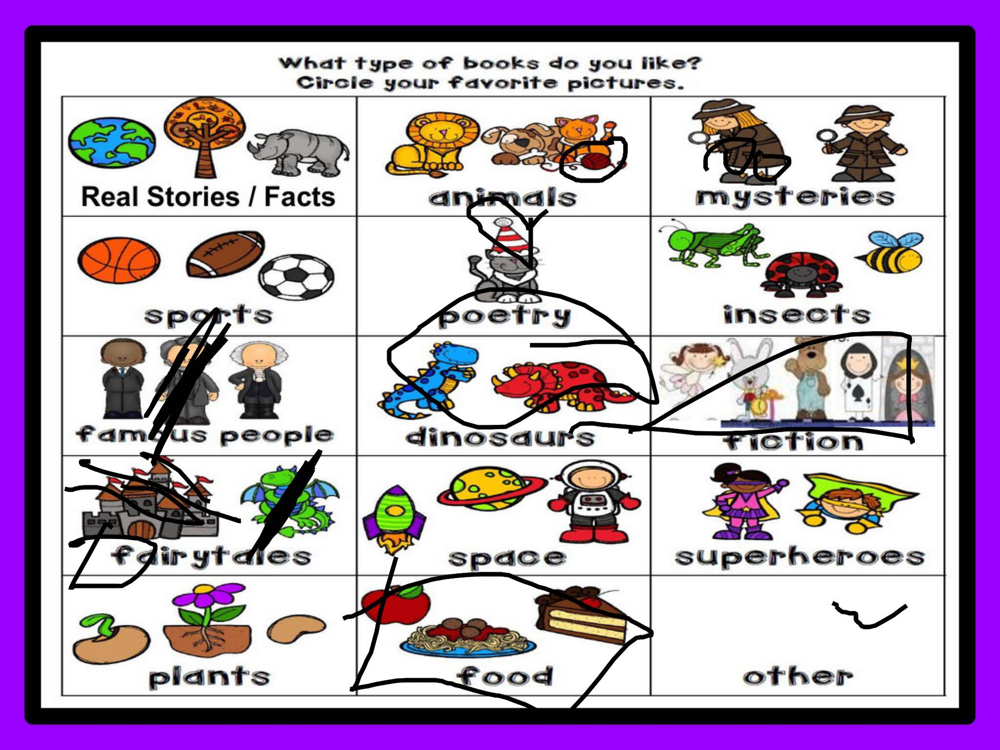 What type of books do you like?
Circle your favorite pictures.
Real Stories / Facts
animals
mysteries
sports
poetry
insects
famous people
dinosaurs
fiction
fairytales
space
superheroes
plants
food
other